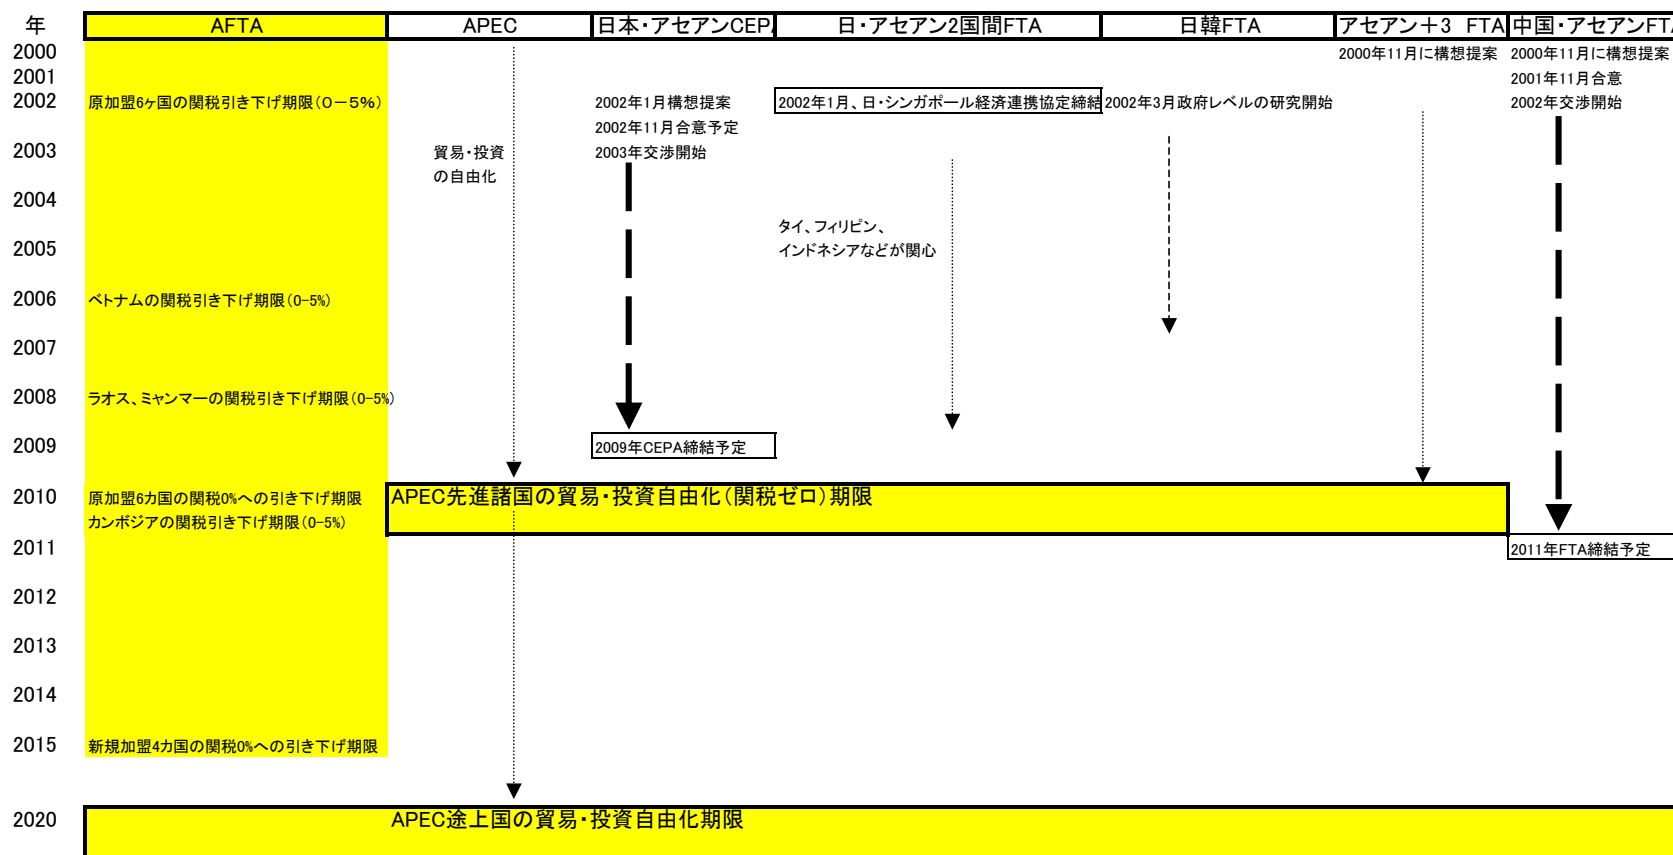 年 AFTA APEC 日本・アセアンCEPA 日・アセアン2国間FTA 日韓FTA アセアン＋3 FTA 中国・アセアンFTA
2000 2000年11月に構想提案 2000年11月に構想提案
2001 2001年11月合意
2002 原加盟6ヶ国の関税引き下げ期限（０－５％） 2002年1月構想提案 2002年1月、日・シンガポール経済連携協定締結 2002年3月政府レベルの研究開始 2002年交渉開始
2002年11月合意予定
2003 貿易・投資 2003年交渉開始
の自由化
2004
タイ、フィリピン、
2005 インドネシアなどが関心
2006 ベトナムの関税引き下げ期限（0-5%）
2007
2008 ラオス、ミャンマーの関税引き下げ期限（0-5%）
2009 2009年CEPA締結予定
2010 原加盟6カ国の関税0%への引き下げ期限 APEC先進諸国の貿易・投資自由化（関税ゼロ）期限
カンボジアの関税引き下げ期限（0-5%）
2011 2011年FTA締結予定
2012
2013
2014
2015 新規加盟4カ国の関税0%への引き下げ期限
2020 APEC途上国の貿易・投資自由化期限